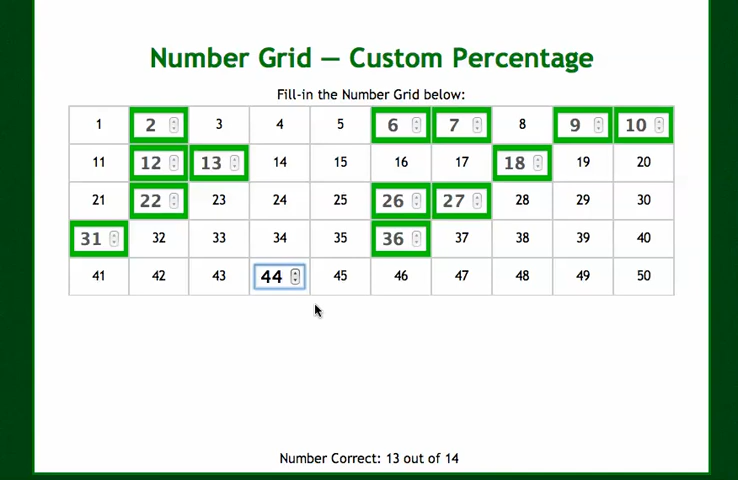 Number Grid — Custom Percentage
Fill-in the Number Grid below:
1 2 3 4 5 6 7 8 9 10
11 12 13 14 15 16 17 18 19 20
21 22 23 24 25 26 27 28 29 30
31 32 33 34 35 36 37 38 39 40
41 42 43 44 45 46 47 48 49 50
Number Correct: 13 out of 14